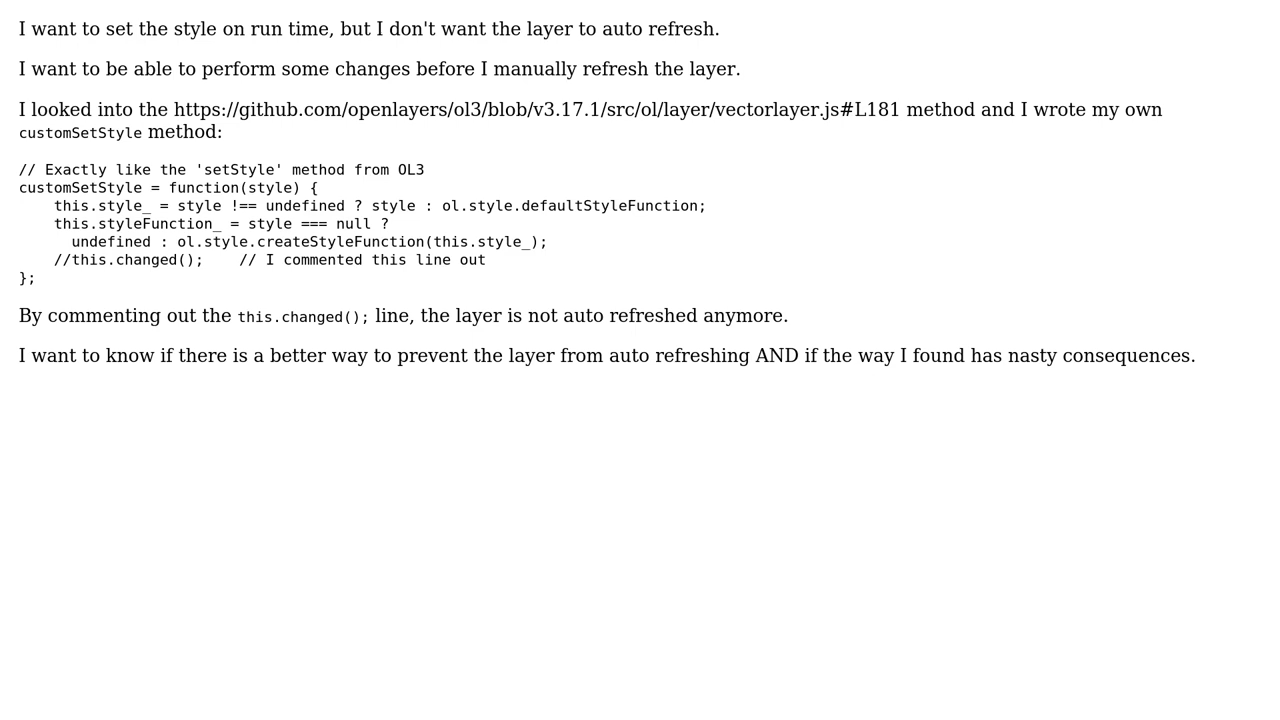 I want to set the style on run time, but I don't want the layer to auto refresh.
I want to be able to perform some changes before I manually refresh the layer.
I looked into the https://github.com/openlayers/ol3/blob/v3.17.1/src/ol/layer/vectorlayer.js#L181 method and I wrote my own
customSetStyle method:
// Exactly like the 'setStyle' method from OL3
customSetStyle = function(style) {
    this.style_ = style !== undefined ? style : ol.style.defaultStyleFunction;
    this.styleFunction_ = style === null ?
      undefined : ol.style.createStyleFunction(this.style_);
    //this.changed();    // I commented this line out
};
By commenting out the this.changed(); line, the layer is not auto refreshed anymore.
I want to know if there is a better way to prevent the layer from auto refreshing AND if the way I found has nasty consequences.